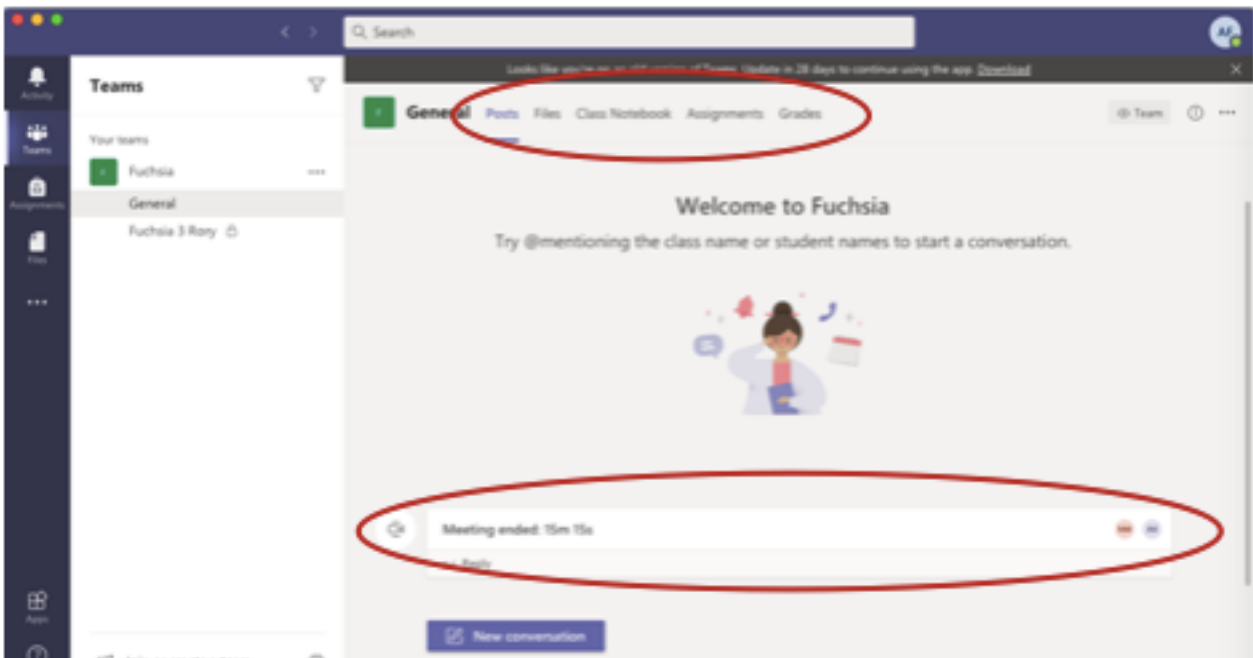 Search
AF
Looks like you're on an old version of Teams. Update in 28 days to continue using the app. Download
Activity
Teams
General Posts Files Class Notebook Assignments Grades
Team
Teams
Your teams
Fuchsia
Assignments
General
Welcome to Fuchsia
Fuchsia 3 Rory
Try @mentioning the class name or student names to start a conversation.
Files
Meeting ended: 15m 15s
Reply
Apps
New conversation